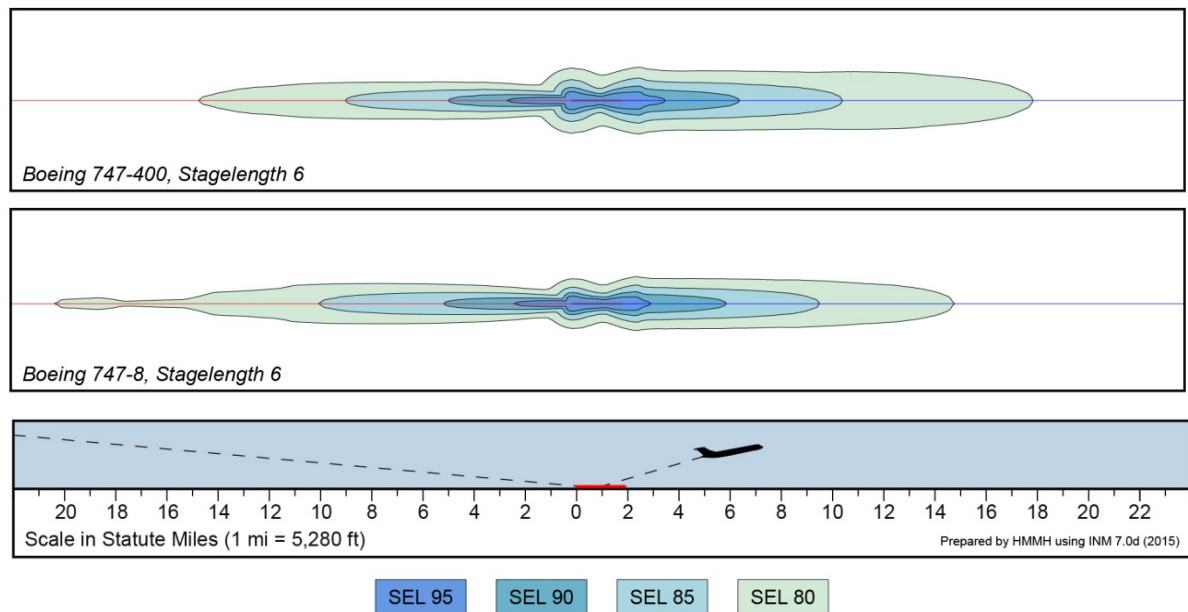 Boeing 747-400, Stagelength 6
Boeing 747-8, Stagelength 6
20 18 16 14 12 10 8 6 4 2 0 2 4 6 8 10 12 14 16 18 20 22
Scale in Statute Miles (1 mi = 5,280 ft)
Prepared by HMMH using INM 7.0d (2015)
SEL 95 SEL 90 SEL 85 SEL 80